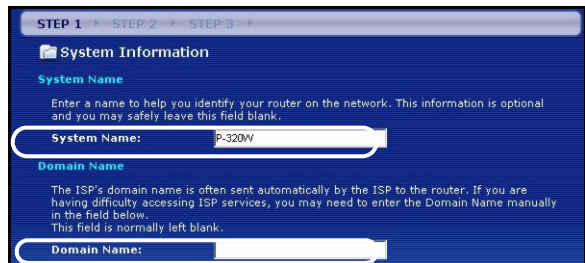 STEP 1 STEP 2 STEP 3
System Information
System Name
Enter a name to help you identify your router on the network. This information is optional
and you may safely leave this field blank.
System Name: P-320W
Domain Name
The ISP's domain name is often sent automatically by the ISP to the router. If you are
having difficulty accessing ISP services, you may need to enter the Domain Name manually
in the field below.
This field is normally left blank.
Domain Name: